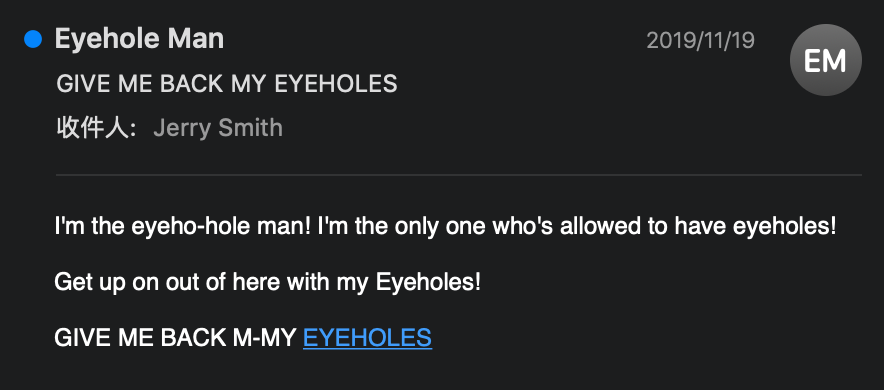 Eyehole Man
2019/11/19
EM
GIVE ME BACK MY EYEHOLES
收件人: Jerry Smith
I'm the eyeho-hole man! I'm the only one who's allowed to have eyeholes!
Get up on out of here with my Eyeholes!
GIVE ME BACK M-MY EYEHOLES